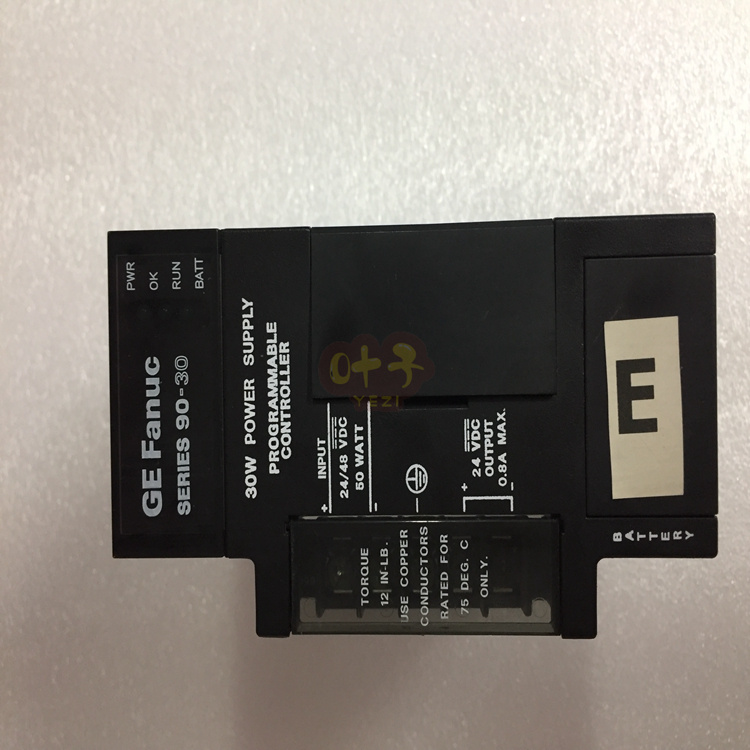 PWR
OK
RUN
BATT
GE Fanuc
SERIES 90-30
30W POWER SUPPLY
PROGRAMMABLE
CONTROLLER
INPUT
24/48 VDC
50 WATT
+
-
+
24 VDC
OUTPUT
0.8A MAX.
-
TORQUE
12 IN-LB.
USE COPPER
CONDUCTORS
RATED FOR
75 DEG. C
ONLY.
E
BATTERY
叶子
YEZI